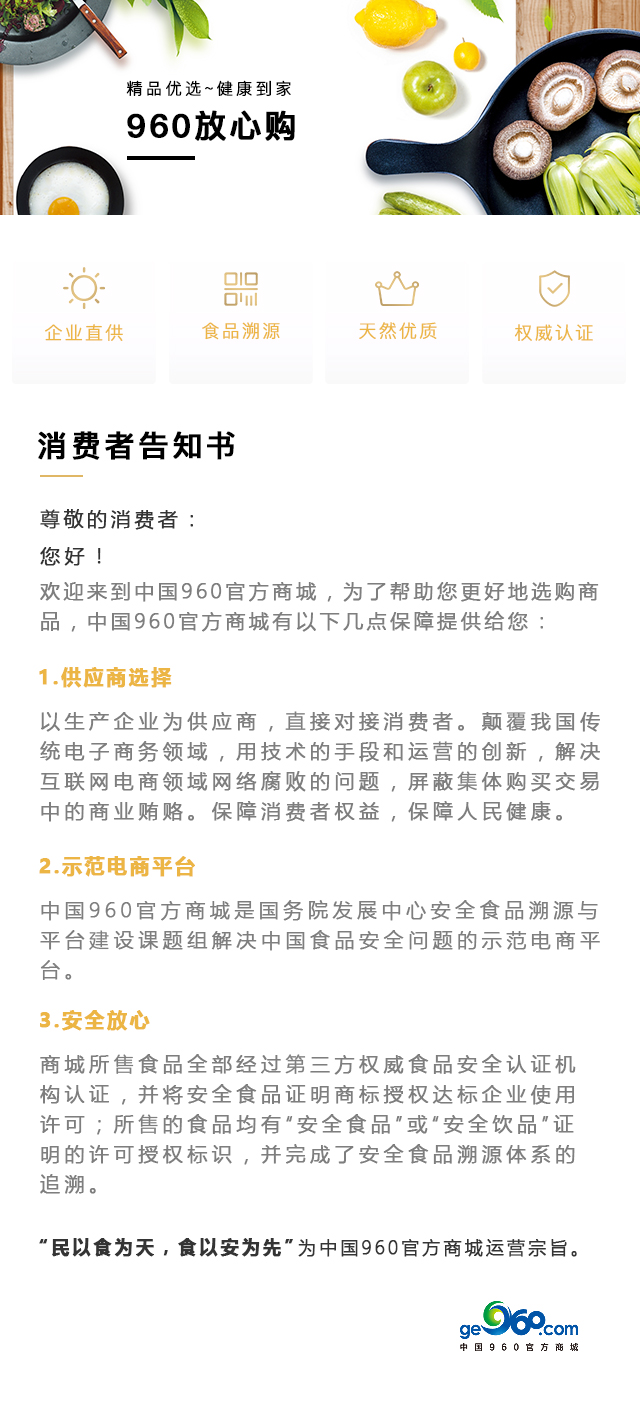 精品优选~健康到家
960放心购
企业直供
食品溯源
天然优质
权威认证
消费者告知书
尊敬的消费者：
您好！
欢迎来到中国960官方商城，为了帮助您更好地选购商
品，中国960官方商城有以下几点保障提供给您：
1.供应商选择
以生产企业为供应商，直接对接消费者。颠覆我国传
统电子商务领域，用技术的手段和运营的创新，解决
互联网电商领域网络腐败的问题，屏蔽集体购买交易
中的商业贿赂。保障消费者权益，保障人民健康。
2.示范电商平台
中国960官方商城是国务院发展中心安全食品溯源与
平台建设课题组解决中国食品安全问题的示范电商平
台。
3.安全放心
商城所售食品全部经过第三方权威食品安全认证机
构认证，并将安全食品证明商标授权达标企业使用
许可；所售的食品均有“安全食品”或“安全饮品”证
明的许可授权标识，并完成了安全食品溯源体系的
追溯。
“民以食为天，食以安为先”为中国960官方商城运营宗旨。
ge960.com
中国960官方商城